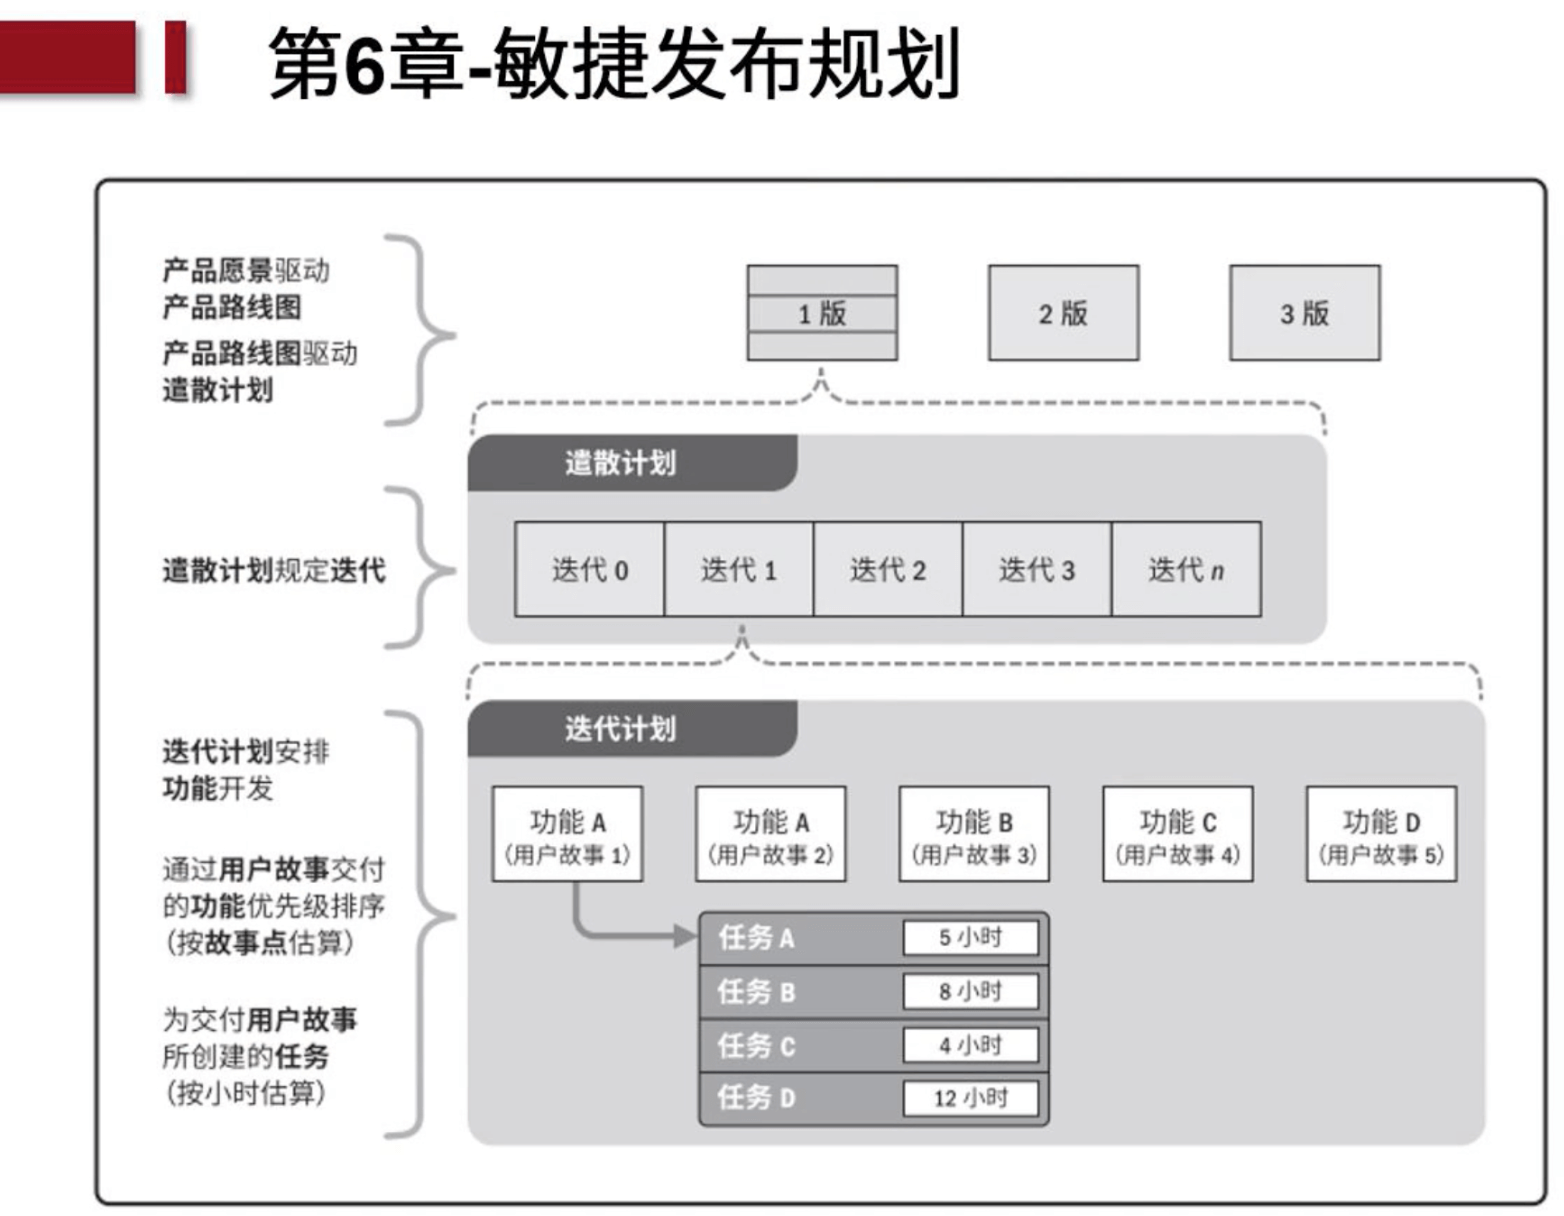 第6章-敏捷发布规划
产品愿景驱动
产品路线图
产品路线图驱动
遣散计划
1 版
2 版
3 版
遣散计划
遣散计划规定迭代
迭代 0
迭代 1
迭代 2
迭代 3
迭代 n
迭代计划
迭代计划安排
功能开发
通过用户故事交付
的功能优先级排序
（按故事点估算）
为交付用户故事
所创建的任务
（按小时估算）
功能 A
（用户故事 1）
功能 A
（用户故事 2）
功能 B
（用户故事 3）
功能 C
（用户故事 4）
功能 D
（用户故事 5）
任务 A 5 小时
任务 B 8 小时
任务 C 4 小时
任务 D 12 小时